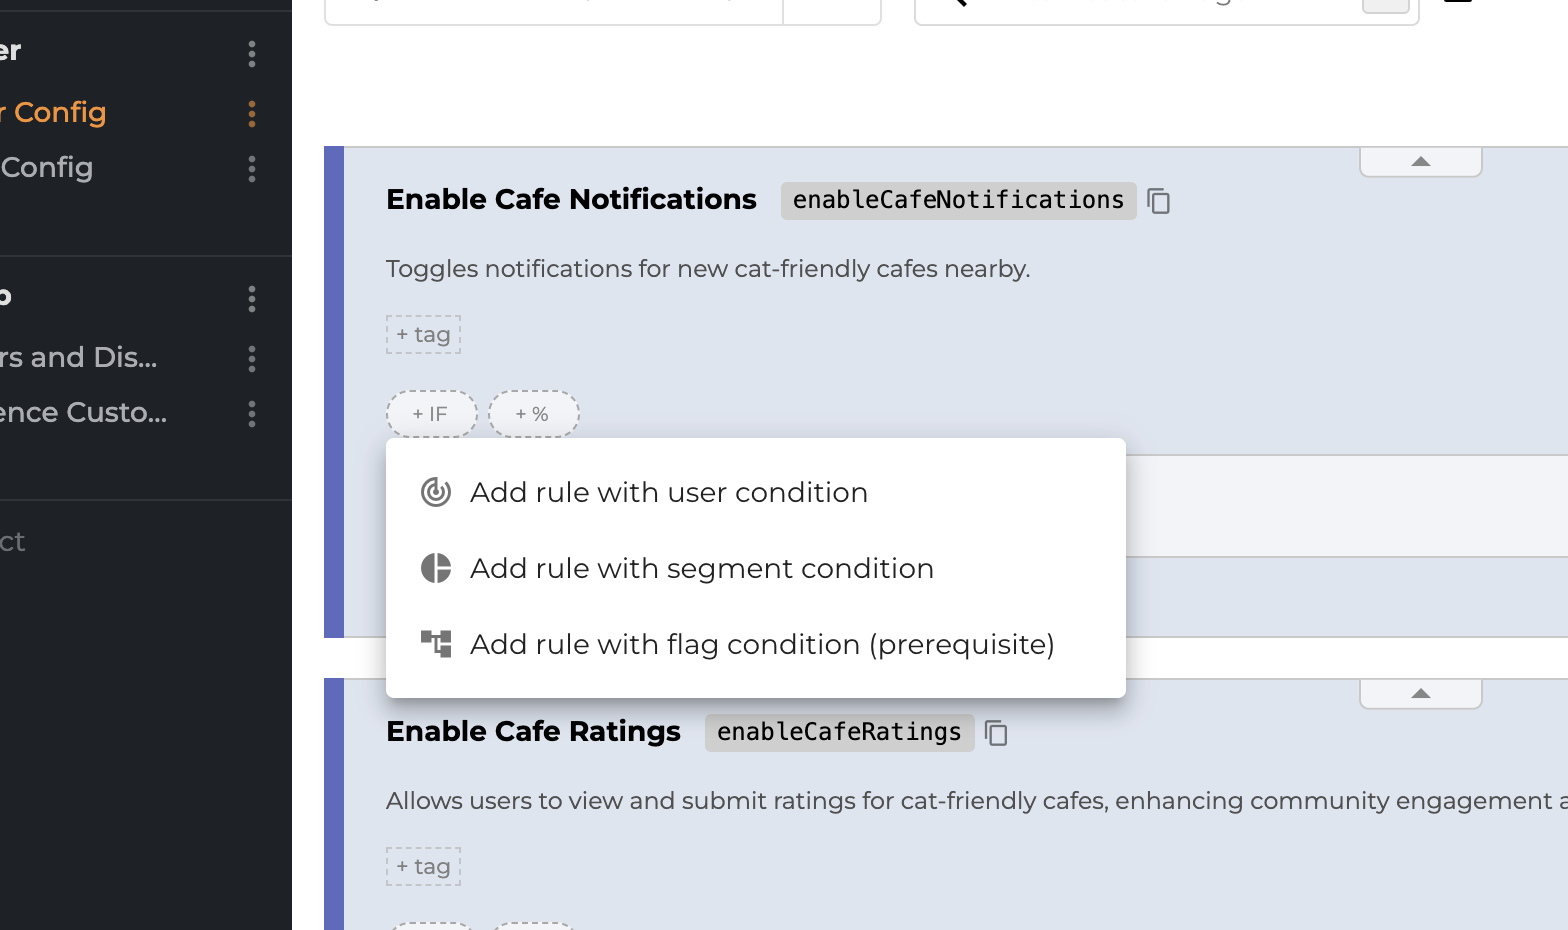 er
r Config
Config
p
rs and Dis...
ence Custo...
ct
Enable Cafe Notifications enableCafeNotifications
Toggles notifications for new cat-friendly cafes nearby.
+ tag
+ IF + %
Add rule with user condition
Add rule with segment condition
Add rule with flag condition (prerequisite)
Enable Cafe Ratings enableCafeRatings
Allows users to view and submit ratings for cat-friendly cafes, enhancing community engagement a
+ tag